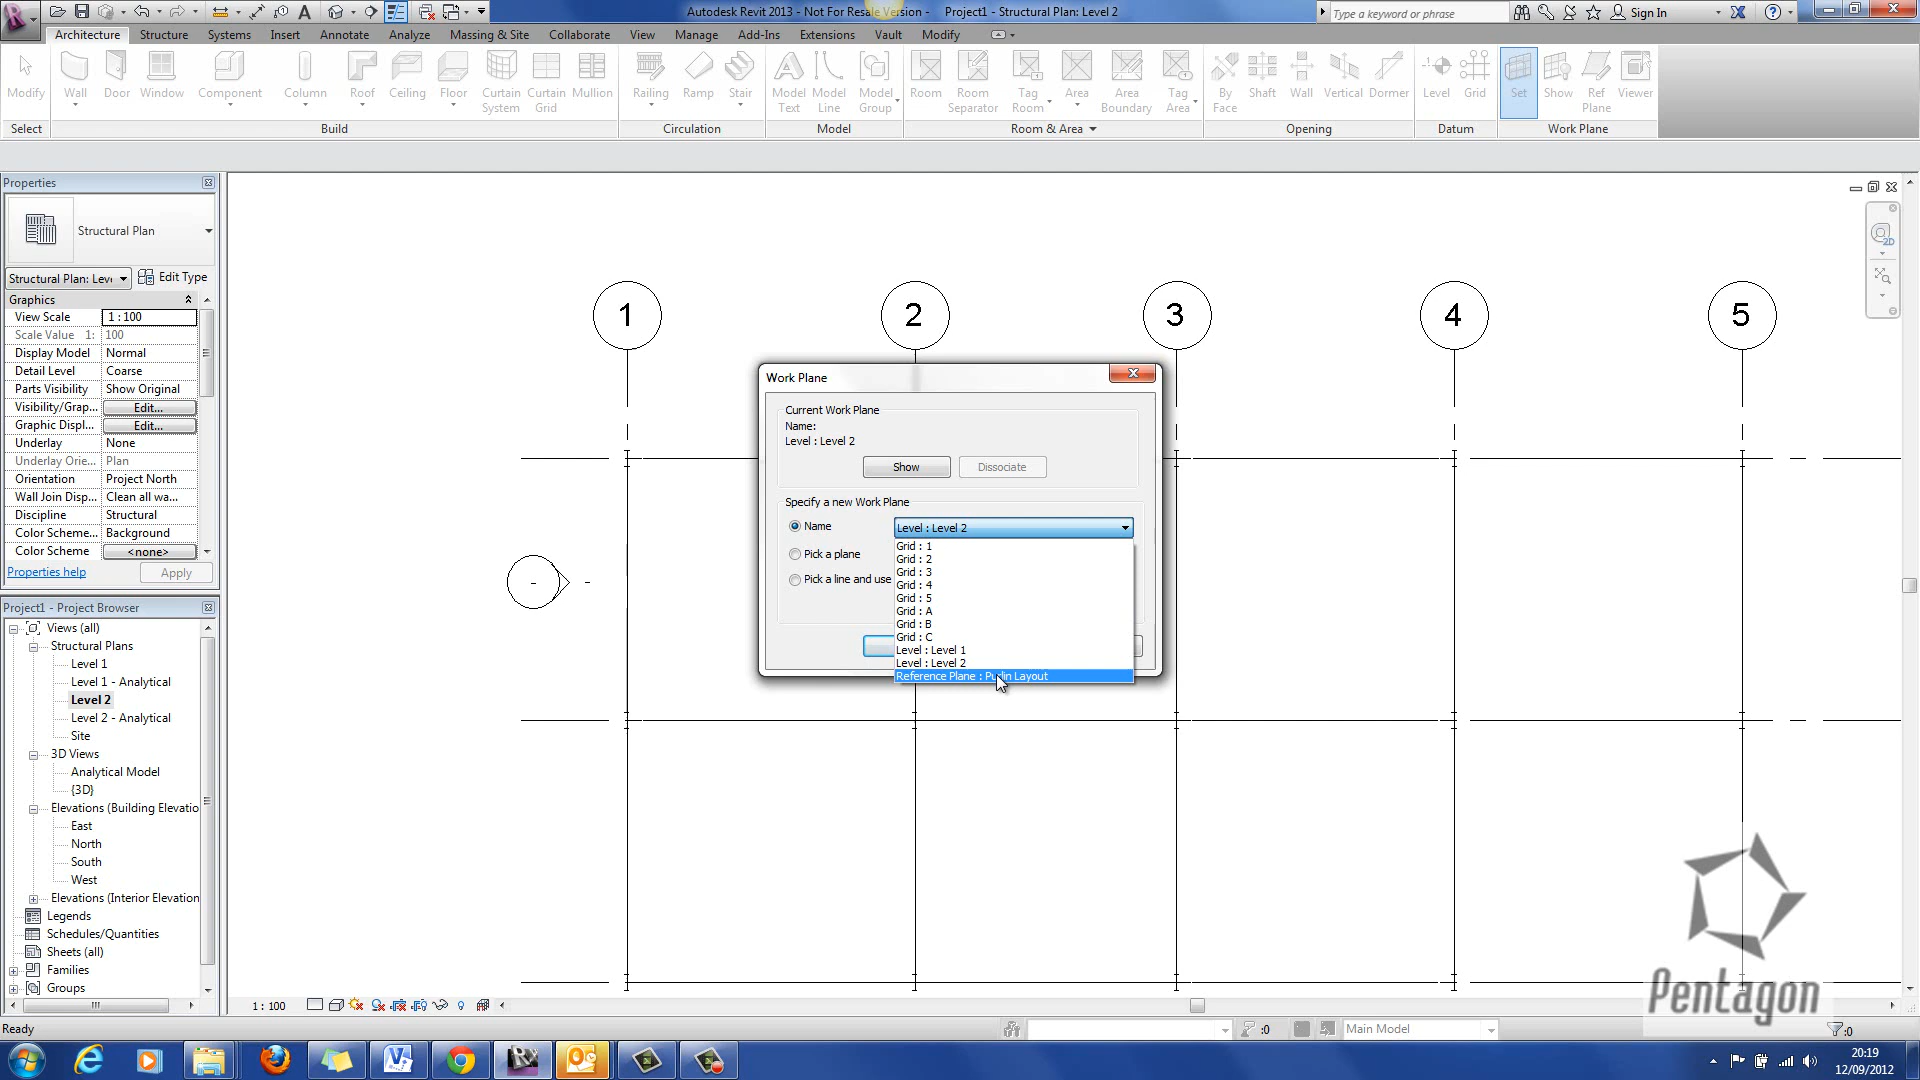 Autodesk Revit 2013 - Not For Resale Version - Project1 - Structural Plan: Level 2
Type a keyword or phrase
Sign In
Architecture Structure Systems Insert Annotate Analyze Massing & Site Collaborate View Manage Add-Ins Extensions Vault Modify
Modify Wall Door Window Component Column Roof Ceiling Floor Curtain System Curtain Grid Mullion Railing Ramp Stair Model Text Model Line Model Group Room Room Separator Tag Room Area Area Boundary Tag Area By Face Shaft Wall Vertical Dormer Level Grid Set Show Ref Plane Viewer
Select Build Circulation Model Room & Area Opening Datum Work Plane
Properties
Structural Plan
Structural Plan: Lev Edit Type
Graphics
View Scale 1 : 100
Scale Value 1: 100
Display Model Normal
Detail Level Coarse
Parts Visibility Show Original
Visibility/Grap... Edit...
Graphic Displ... Edit...
Underlay None
Underlay Orie... Plan
Orientation Project North
Wall Join Disp... Clean all wa...
Discipline Structural
Color Scheme... Background
Color Scheme <none>
Properties help Apply
Project1 - Project Browser
Views (all)
Structural Plans
Level 1
Level 1 - Analytical
Level 2
Level 2 - Analytical
Site
3D Views
Analytical Model
{3D}
Elevations (Building Elevatio
East
North
South
West
Elevations (Interior Elevation
Legends
Schedules/Quantities
Sheets (all)
Families
Groups
1 2 3 4 5
Work Plane
Current Work Plane
Name:
Level : Level 2
Show Dissociate
Specify a new Work Plane
Name Level : Level 2
Pick a plane
Pick a line and use
Grid : 1
Grid : 2
Grid : 3
Grid : 4
Grid : 5
Grid : A
Grid : B
Grid : C
Level : Level 1
Level : Level 2
Reference Plane : Purlin Layout
2D
Pentagon
1 : 100
Ready
:0
Main Model
:0
20:19
12/09/2012